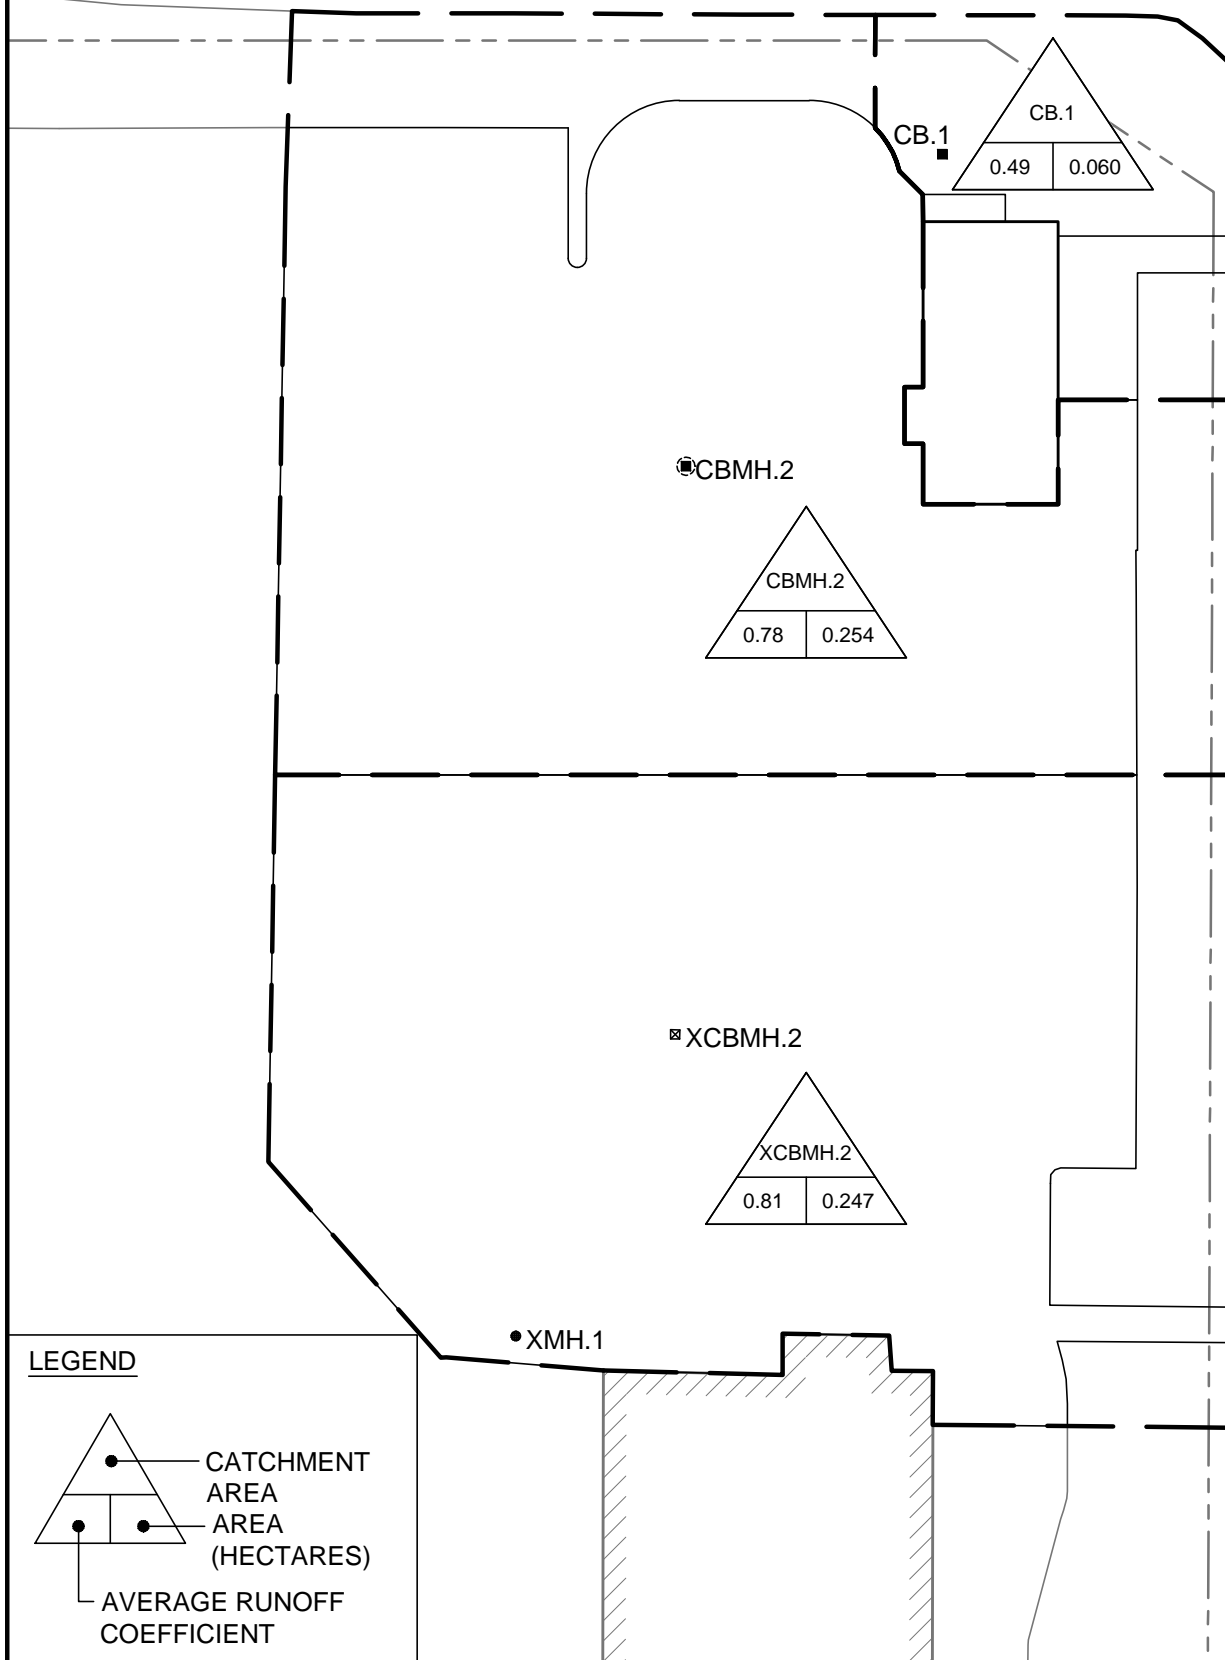 CB.1
CB.1
0.49 0.060
CBMH.2
CBMH.2
0.78 0.254
XCBMH.2
XCBMH.2
0.81 0.247
XMH.1
LEGEND
CATCHMENT
AREA
AREA
(HECTARES)
AVERAGE RUNOFF
COEFFICIENT